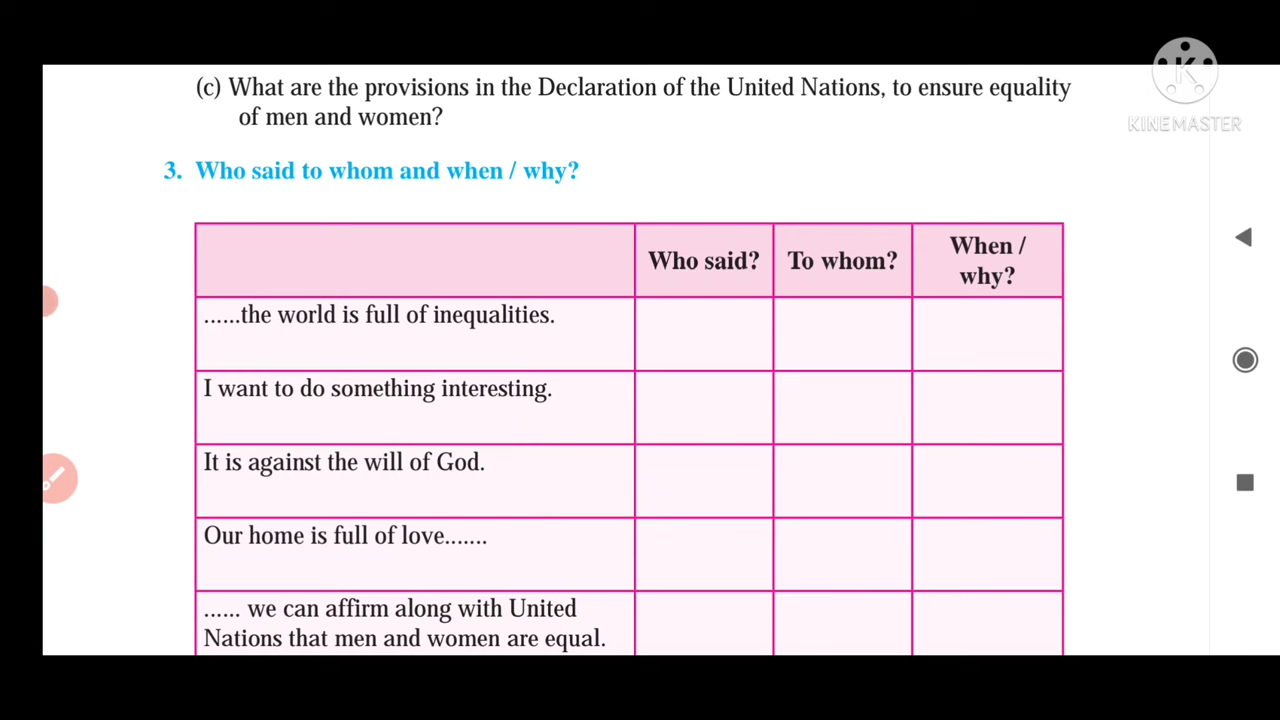 (c) What are the provisions in the Declaration of the United Nations, to ensure equality
of men and women?
K
KINEMASTER
3. Who said to whom and when / why?
Who said?
To whom?
When /
why?
......the world is full of inequalities.
I want to do something interesting.
It is against the will of God.
Our home is full of love.......
...... we can affirm along with United
Nations that men and women are equal.